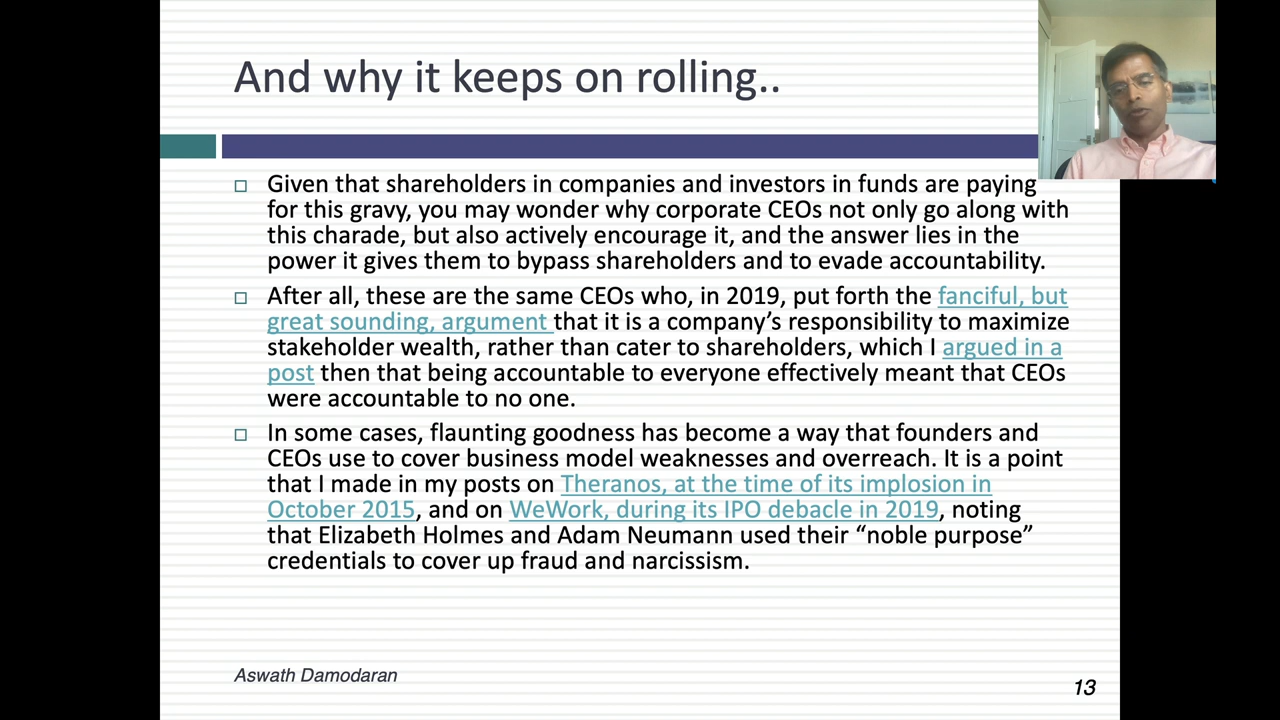 And why it keeps on rolling..
Given that shareholders in companies and investors in funds are paying
for this gravy, you may wonder why corporate CEOs not only go along with
this charade, but also actively encourage it, and the answer lies in the
power it gives them to bypass shareholders and to evade accountability.
After all, these are the same CEOs who, in 2019, put forth the fanciful, but
great sounding, argument that it is a company’s responsibility to maximize
stakeholder wealth, rather than cater to shareholders, which I argued in a
post then that being accountable to everyone effectively meant that CEOs
were accountable to no one.
In some cases, flaunting goodness has become a way that founders and
CEOs use to cover business model weaknesses and overreach. It is a point
that I made in my posts on Theranos, at the time of its implosion in
October 2015, and on WeWork, during its IPO debacle in 2019, noting
that Elizabeth Holmes and Adam Neumann used their “noble purpose”
credentials to cover up fraud and narcissism.
Aswath Damodaran
13